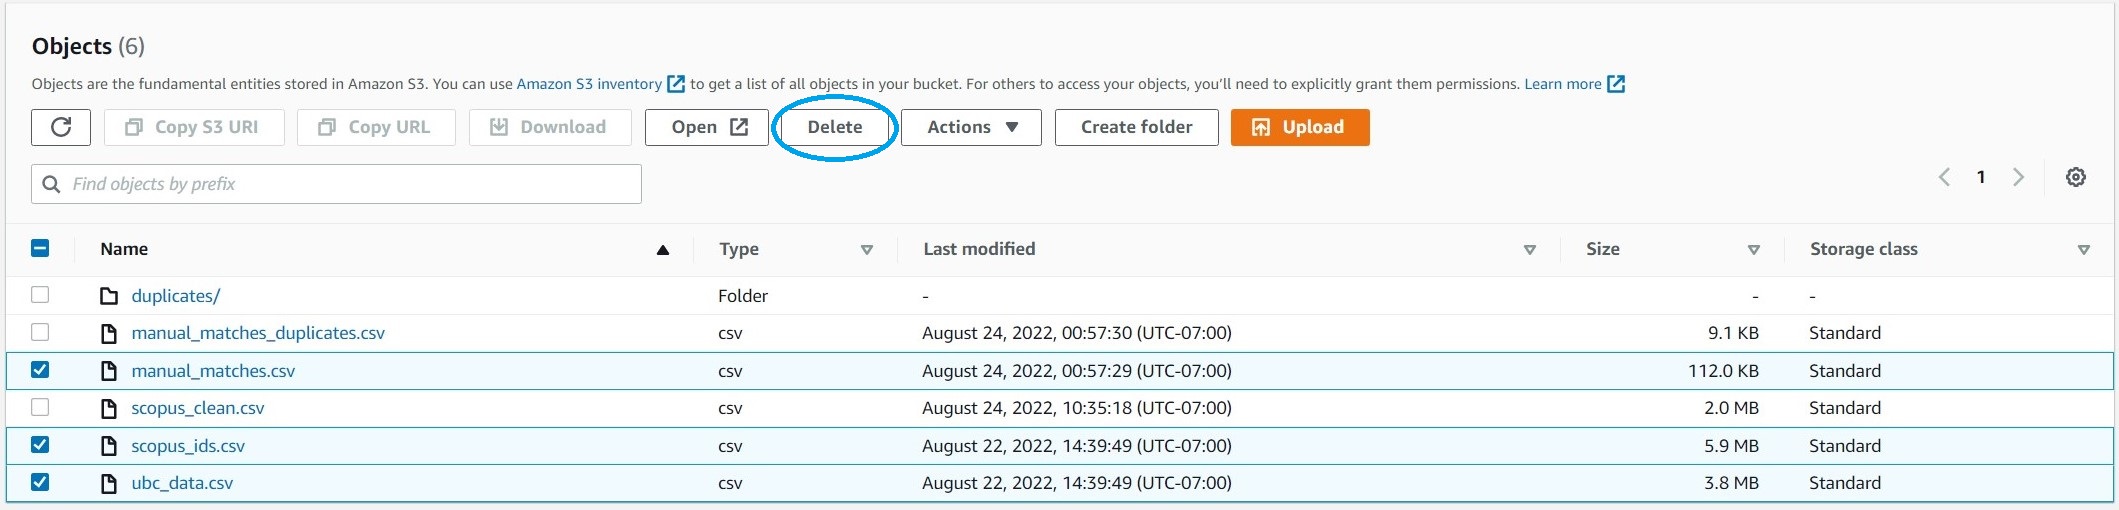 Objects (6)
Objects are the fundamental entities stored in Amazon S3. You can use Amazon S3 inventory to get a list of all objects in your bucket. For others to access your objects, you'll need to explicitly grant them permissions. Learn more
Copy S3 URI Copy URL Download Open Delete Actions Create folder Upload
Find objects by prefix 1
Name Type Last modified Size Storage class
duplicates/ Folder - - -
manual_matches_duplicates.csv csv August 24, 2022, 00:57:30 (UTC-07:00) 9.1 KB Standard
manual_matches.csv csv August 24, 2022, 00:57:29 (UTC-07:00) 112.0 KB Standard
scopus_clean.csv csv August 24, 2022, 10:35:18 (UTC-07:00) 2.0 MB Standard
scopus_ids.csv csv August 22, 2022, 14:39:49 (UTC-07:00) 5.9 MB Standard
ubc_data.csv csv August 22, 2022, 14:39:49 (UTC-07:00) 3.8 MB Standard